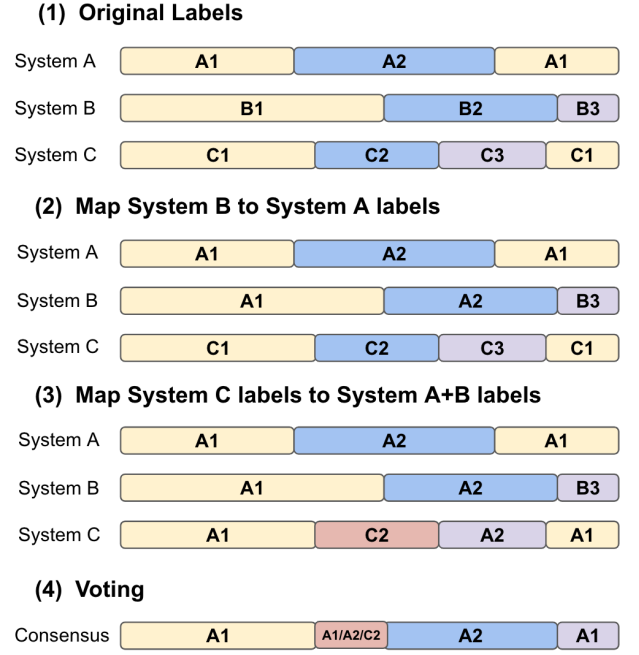 (1) Original Labels
System A A1 A2 A1
System B B1 B2 B3
System C C1 C2 C3 C1
(2) Map System B to System A labels
System A A1 A2 A1
System B A1 A2 B3
System C C1 C2 C3 C1
(3) Map System C labels to System A+B labels
System A A1 A2 A1
System B A1 A2 B3
System C A1 C2 A2 A1
(4) Voting
Consensus A1 A1/A2/C2 A2 A1